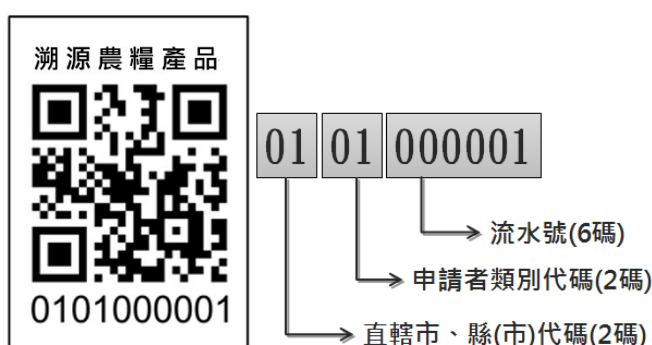 溯源農糧產品
0101000001
01 01 000001
流水號(6碼)
申請者類別代碼(2碼)
直轄市、縣(市)代碼(2碼)